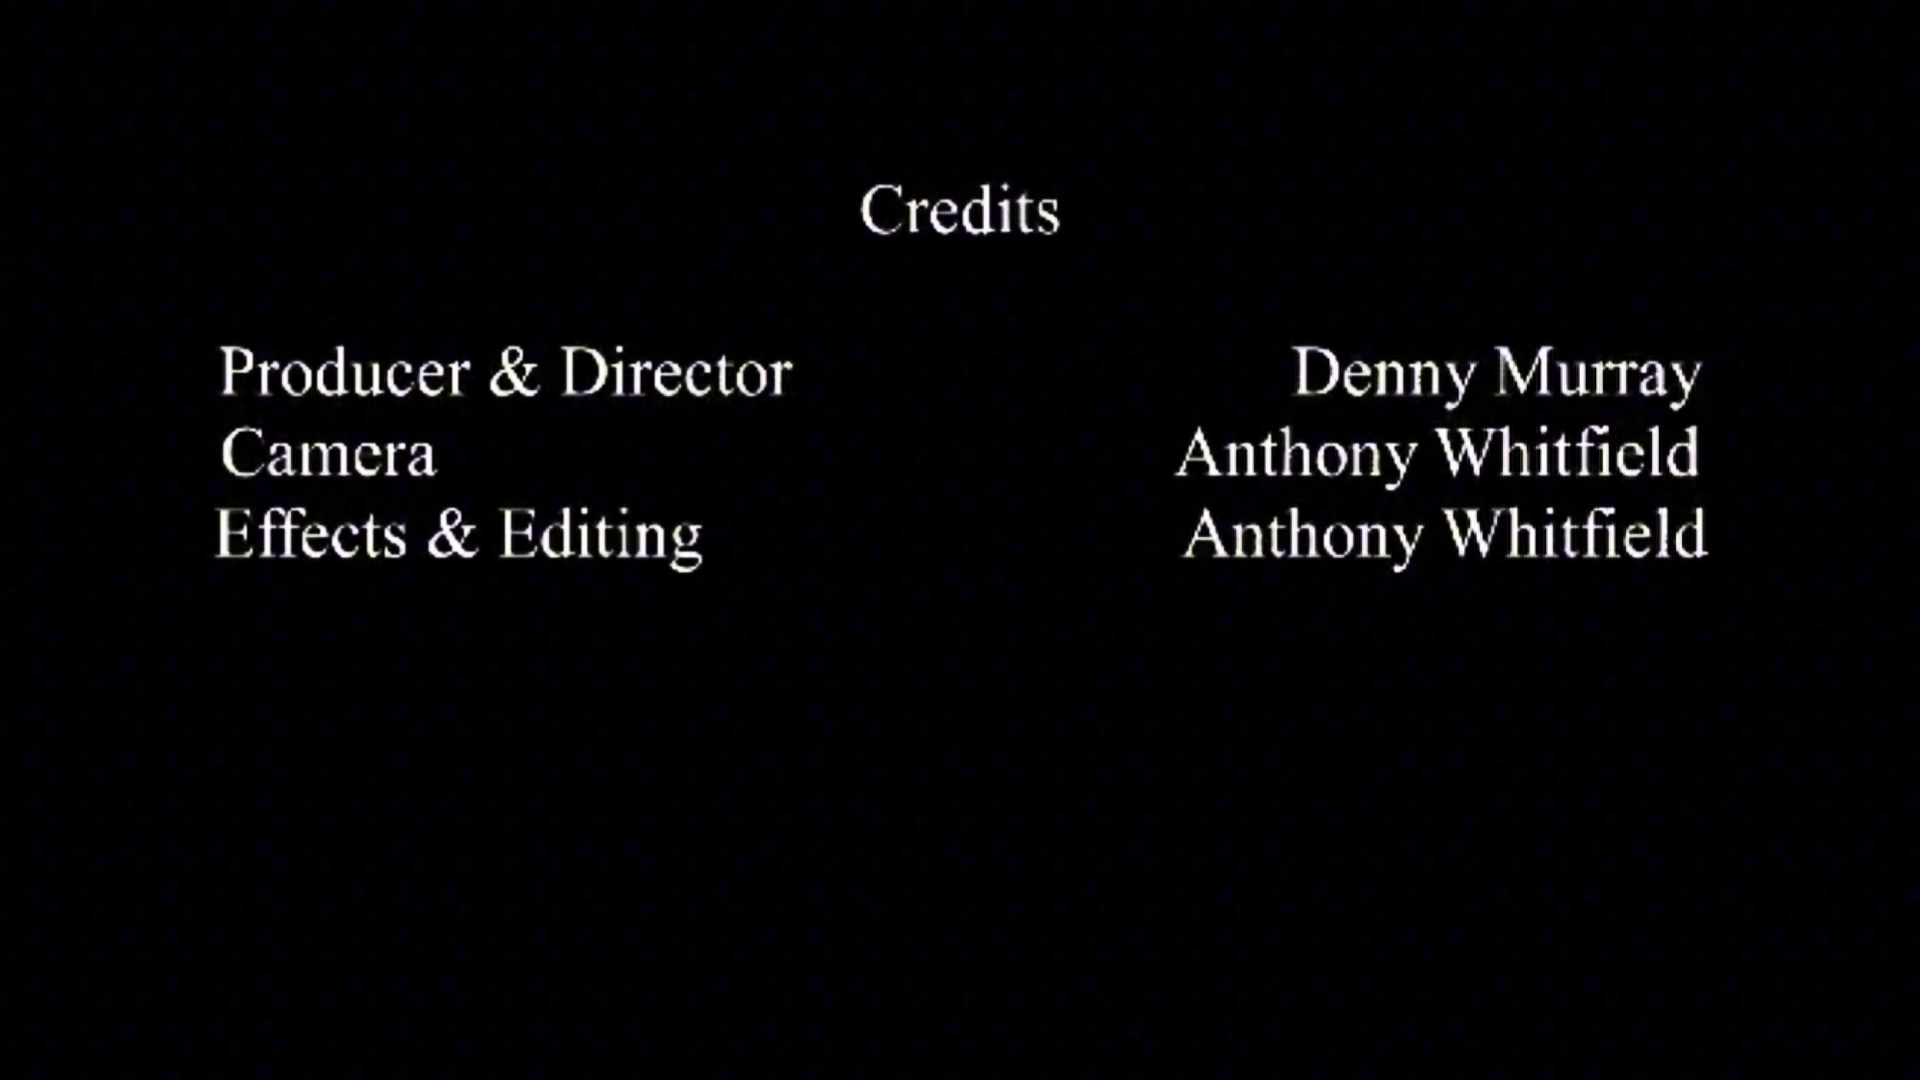 Credits
Producer & Director Denny Murray
Camera Anthony Whitfield
Effects & Editing Anthony Whitfield